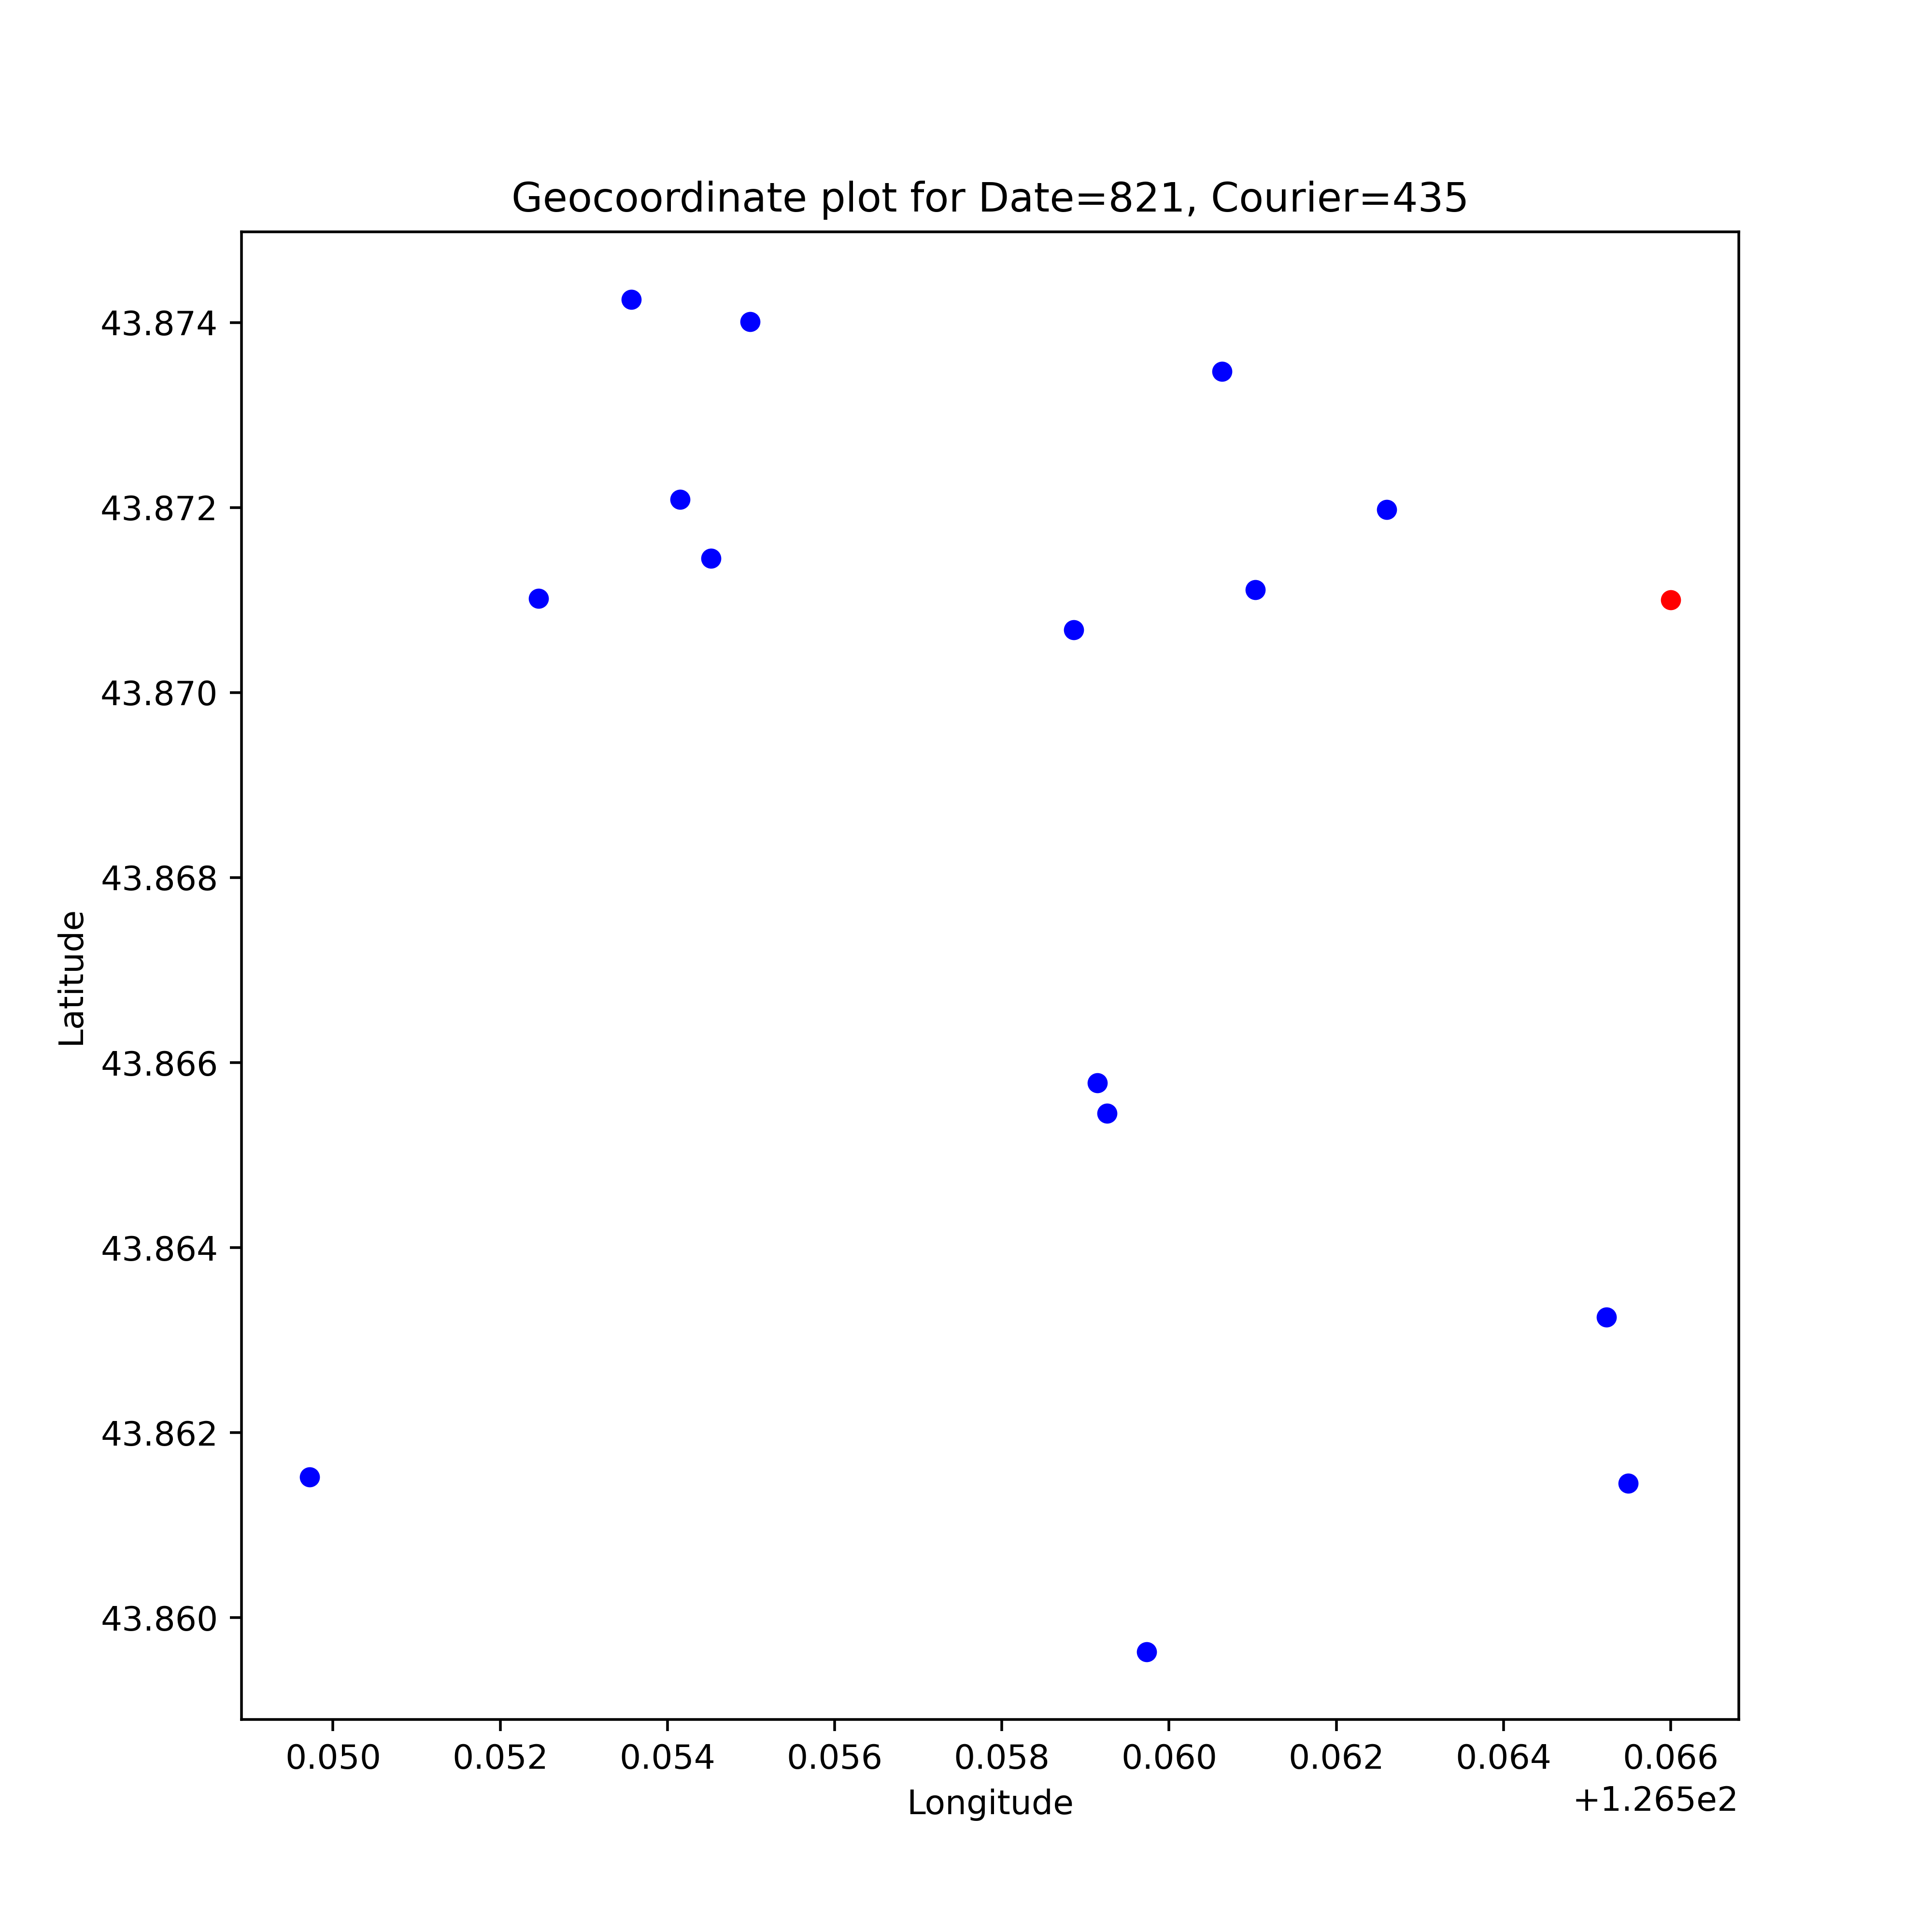 Geocoordinate plot for Date=821, Courier=435
43.874
43.872
43.870
43.868
43.866
43.864
43.862
43.860
Latitude
0.050 0.052 0.054 0.056 0.058 0.060 0.062 0.064 0.066
+1.265e2
Longitude